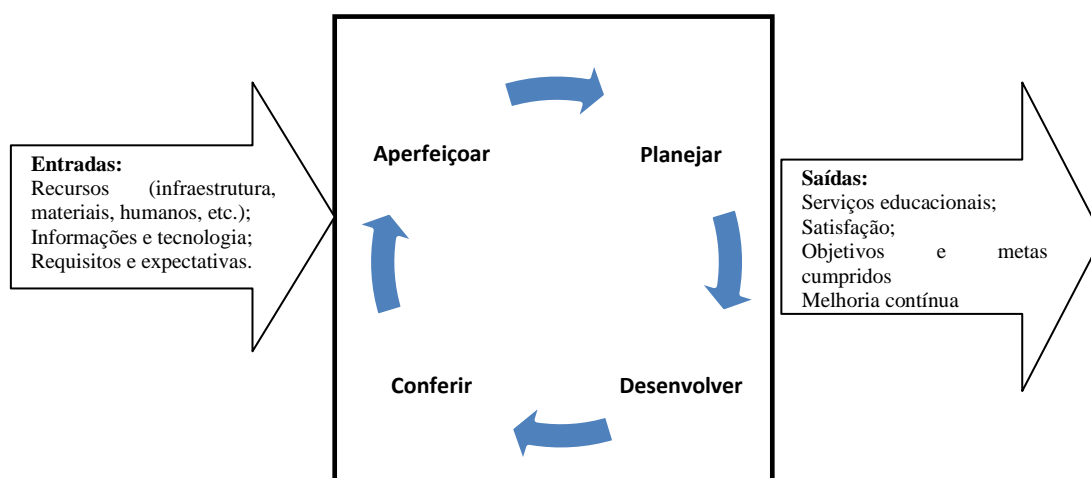 Entradas:
Recursos (infraestrutura,
materiais, humanos, etc.);
Informações e tecnologia;
Requisitos e expectativas.
Aperfeiçoar
Planejar
Conferir
Desenvolver
Saídas:
Serviços educacionais;
Satisfação;
Objetivos e metas
cumpridos
Melhoria contínua